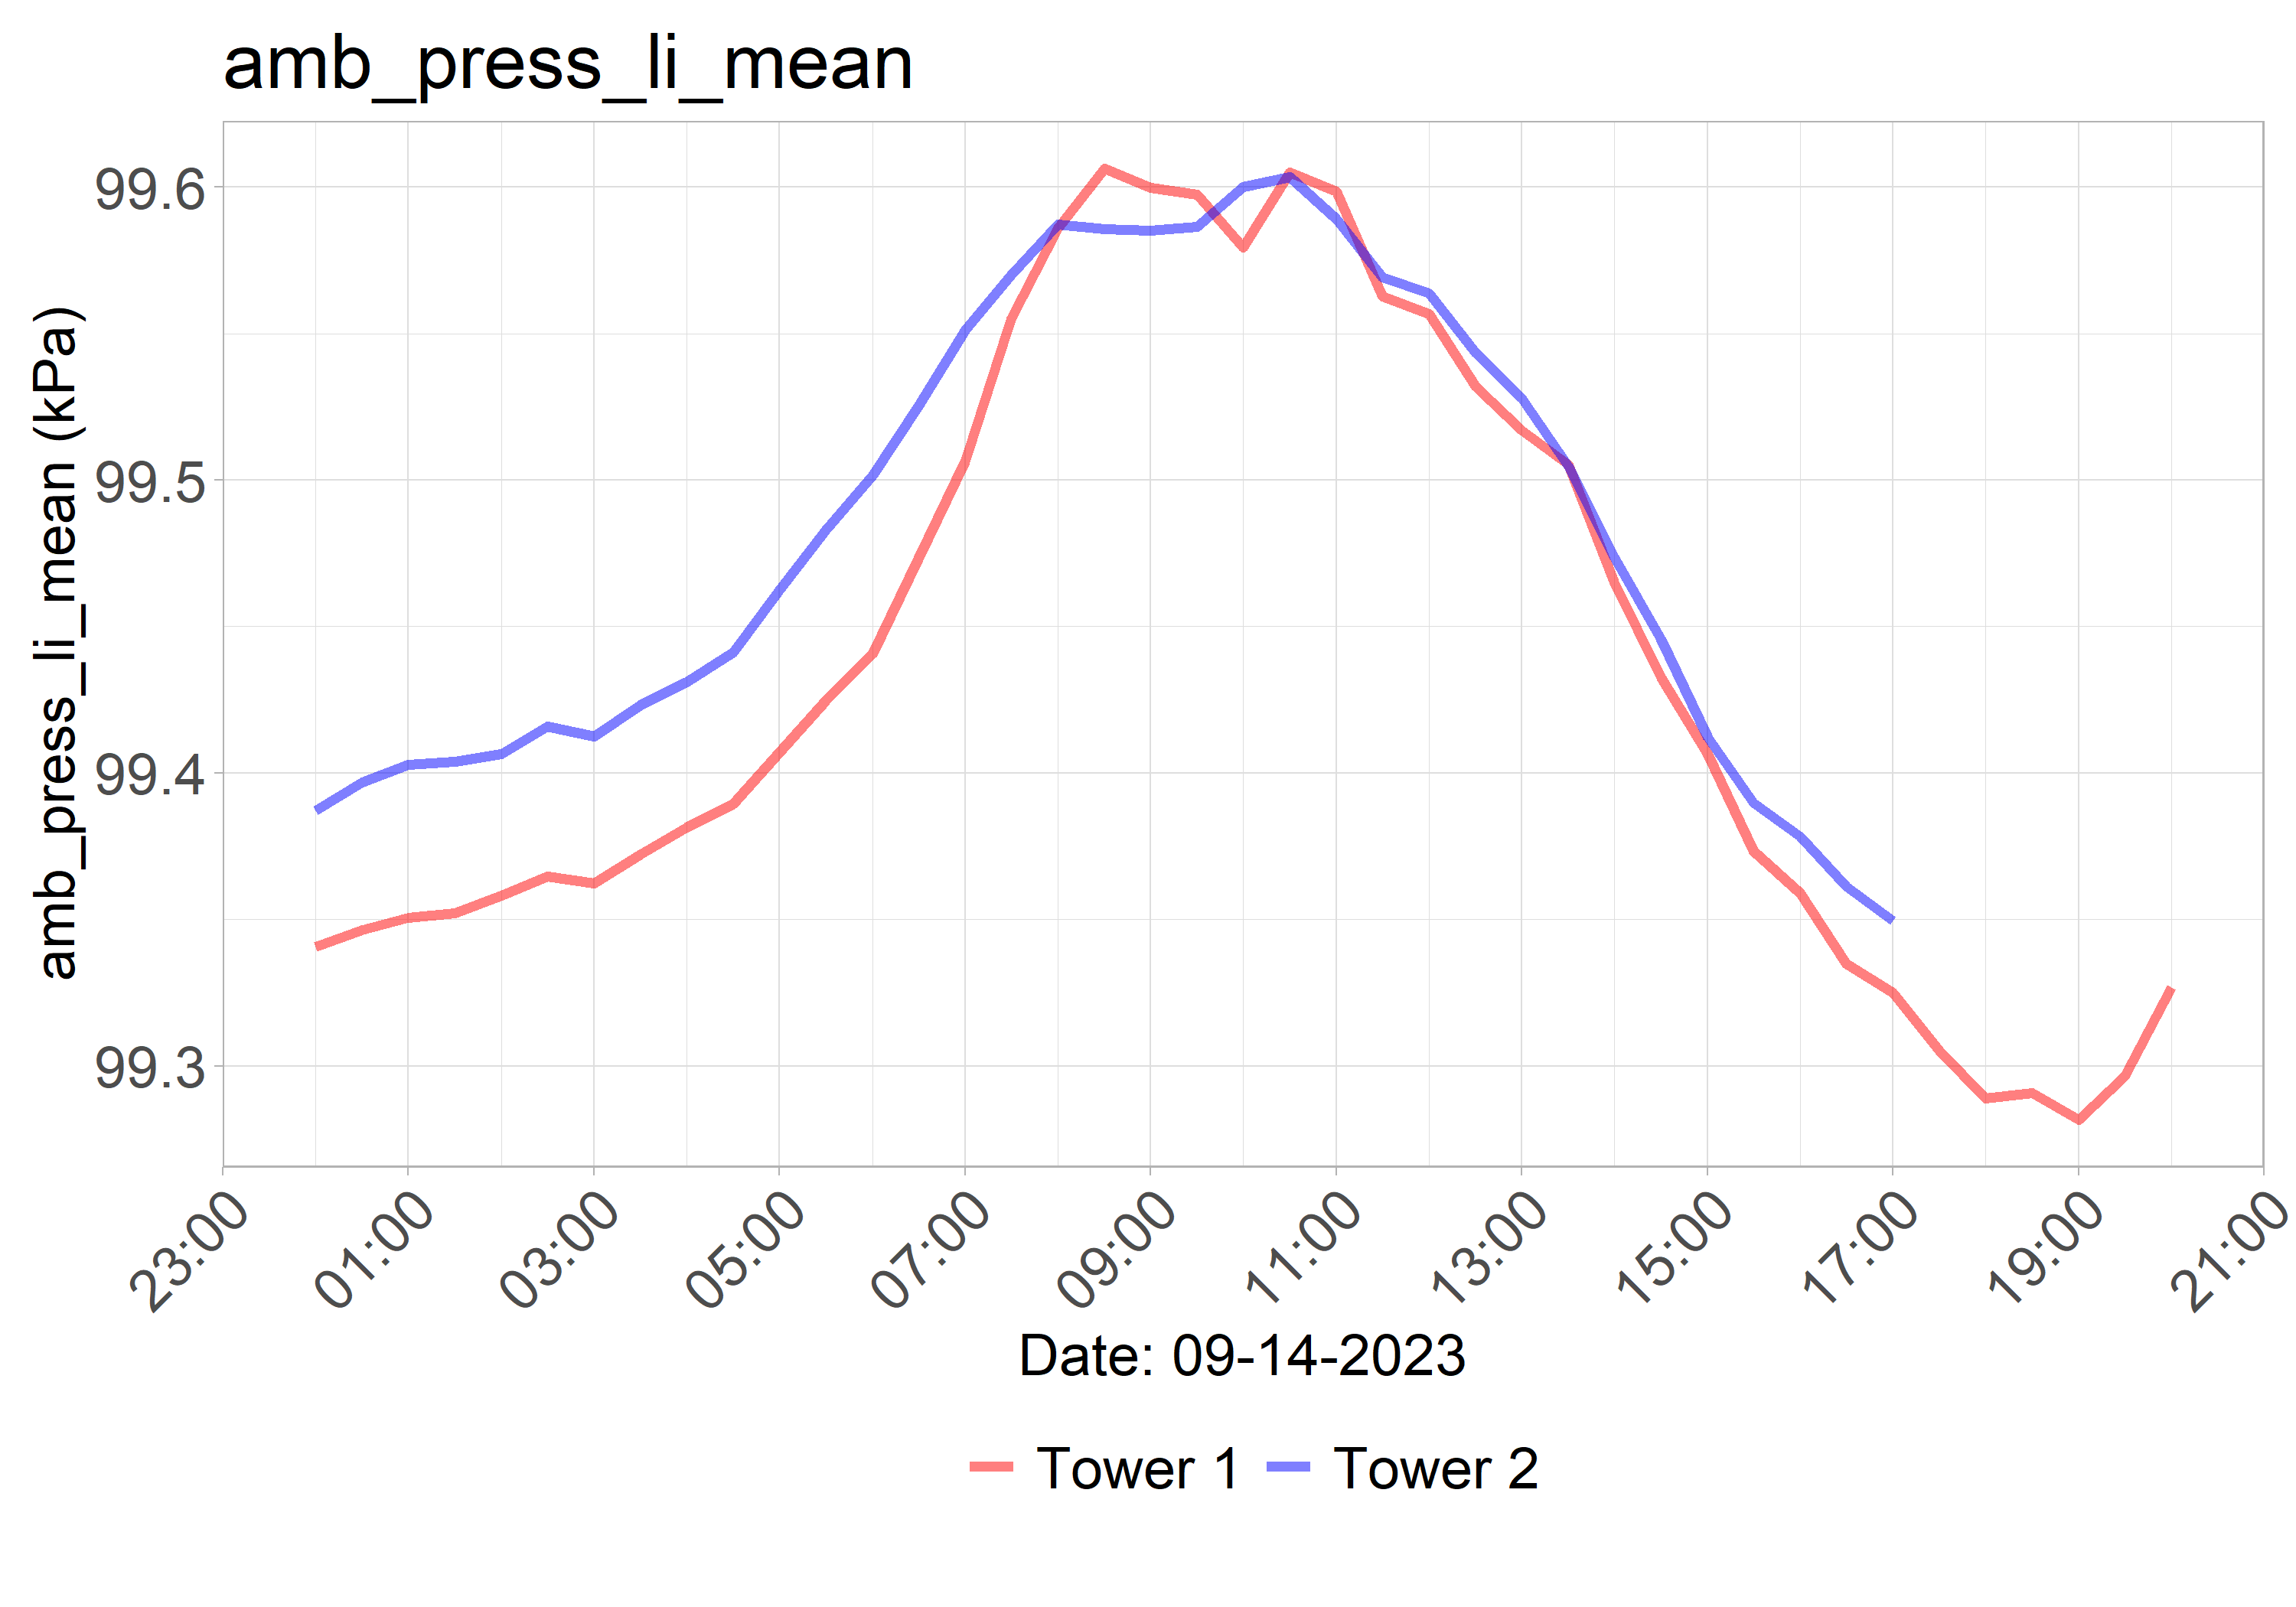 amb_press_li_mean
amb_press_li_mean (kPa)
99.6
99.5
99.4
99.3
23:00 01:00 03:00 05:00 07:00 09:00 11:00 13:00 15:00 17:00 19:00 21:00
Date: 09-14-2023
Tower 1 Tower 2